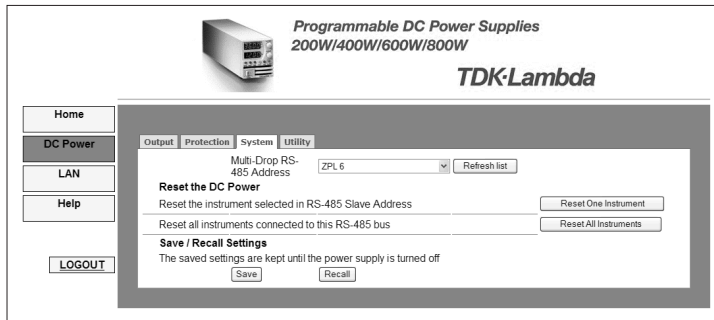 Programmable DC Power Supplies
200W/400W/600W/800W
TDK·Lambda
Home
DC Power
LAN
Help
LOGOUT
Output Protection System Utility
Multi-Drop RS-
485 Address
ZPL 6
Refresh list
Reset the DC Power
Reset the instrument selected in RS-485 Slave Address
Reset One Instrument
Reset all instruments connected to this RS-485 bus
Reset All Instruments
Save / Recall Settings
The saved settings are kept until the power supply is turned off
Save
Recall